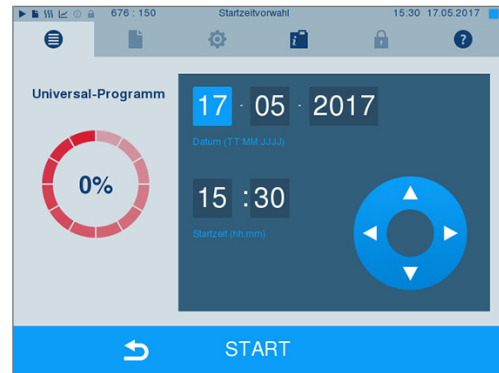 676 : 150 Startzeitvorwahl 15:30 17.05.2017
Universal-Programm
0%
17 . 05 . 2017
Datum (TT.MM.JJJJ)
15 : 30
Startzeit (hh:mm)
START